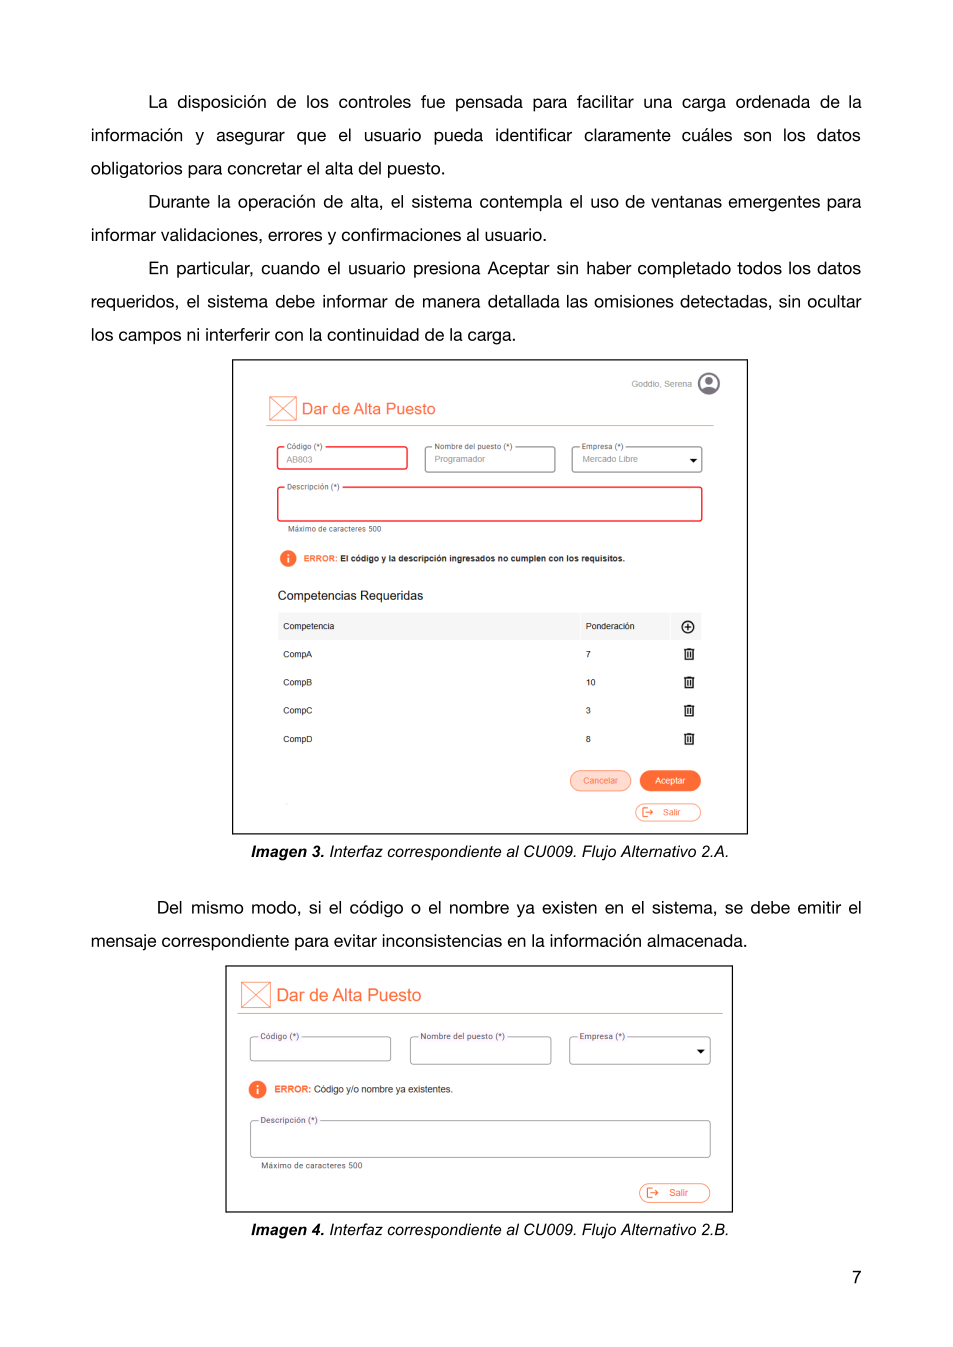 La disposición de los controles fue pensada para facilitar una carga ordenada de la
información y asegurar que el usuario pueda identificar claramente cuáles son los datos
obligatorios para concretar el alta del puesto.
Durante la operación de alta, el sistema contempla el uso de ventanas emergentes para
informar validaciones, errores y confirmaciones al usuario.
En particular, cuando el usuario presiona Aceptar sin haber completado todos los datos
requeridos, el sistema debe informar de manera detallada las omisiones detectadas, sin ocultar
los campos ni interferir con la continuidad de la carga.
Goddio, Serena
Dar de Alta Puesto
Código (*) Nombre del puesto (*) Empresa (*)
AB803 Programador Mercado Libre
Descripción (*)
Máximo de caracteres 500
ERROR: El código y la descripción ingresados no cumplen con los requisitos.
Competencias Requeridas
Competencia Ponderación
CompA 7
CompB 10
CompC 3
CompD 8
Cancelar Aceptar
Salir
Imagen 3. Interfaz correspondiente al CU009. Flujo Alternativo 2.A.
Del mismo modo, si el código o el nombre ya existen en el sistema, se debe emitir el
mensaje correspondiente para evitar inconsistencias en la información almacenada.
Dar de Alta Puesto
Código (*) Nombre del puesto (*) Empresa (*)
ERROR: Código y/o nombre ya existentes.
Descripción (*)
Máximo de caracteres 500
Salir
Imagen 4. Interfaz correspondiente al CU009. Flujo Alternativo 2.B.
7